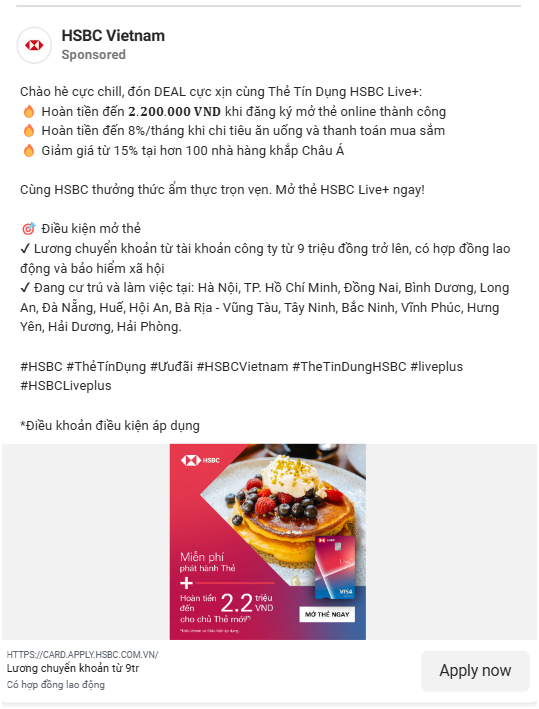 HSBC Vietnam
Sponsored
Chào hè cực chill, đón DEAL cực xịn cùng Thẻ Tín Dụng HSBC Live+:
🔥 Hoàn tiền đến 2.200.000 VND khi đăng ký mở thẻ online thành công
🔥 Hoàn tiền đến 8%/tháng khi chi tiêu ăn uống và thanh toán mua sắm
🔥 Giảm giá từ 15% tại hơn 100 nhà hàng khắp Châu Á
Cùng HSBC thưởng thức ẩm thực trọn vẹn. Mở thẻ HSBC Live+ ngay!
🎯 Điều kiện mở thẻ
✓ Lương chuyển khoản từ tài khoản công ty từ 9 triệu đồng trở lên, có hợp đồng lao
động và bảo hiểm xã hội
✓ Đang cư trú và làm việc tại: Hà Nội, TP. Hồ Chí Minh, Đồng Nai, Bình Dương, Long
An, Đà Nẵng, Huế, Hội An, Bà Rịa - Vũng Tàu, Tây Ninh, Bắc Ninh, Vĩnh Phúc, Hưng
Yên, Hải Dương, Hải Phòng.
#HSBC #ThẻTínDụng #Ưuđãi #HSBCVietnam #TheTinDungHSBC #liveplus
#HSBCLiveplus
*Điều khoản điều kiện áp dụng
HSBC
Miễn phí
phát hành Thẻ
+
Hoàn tiền
đến 2.2 triệu VND
cho chủ Thẻ mới(*)
*Điều khoản và Điều kiện áp dụng.
HSBC
VISA
MỞ THẺ NGAY
HTTPS://CARD.APPLY.HSBC.COM.VN/
Lương chuyển khoản từ 9tr
Có hợp đồng lao động
Apply now